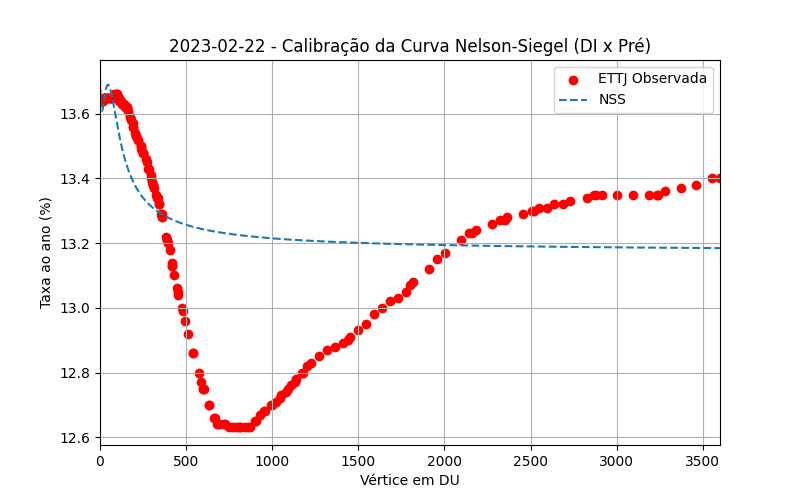 2023-02-22 - Calibração da Curva Nelson-Siegel (DI x Pré)
ETTJ Observada
NSS
Taxa ao ano (%)
13.6
13.4
13.2
13.0
12.8
12.6
0 500 1000 1500 2000 2500 3000 3500
Vértice em DU